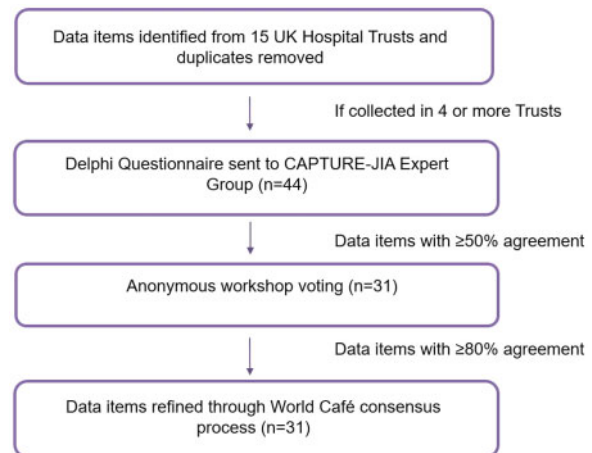 Data items identified from 15 UK Hospital Trusts and
duplicates removed
If collected in 4 or more Trusts
Delphi Questionnaire sent to CAPTURE-JIA Expert
Group (n=44)
Data items with ≥50% agreement
Anonymous workshop voting (n=31)
Data items with ≥80% agreement
Data items refined through World Café consensus
process (n=31)